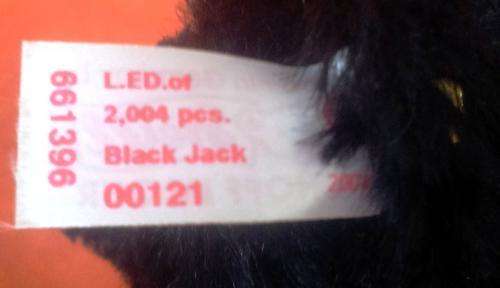 661396
L.ED.of
2,004 pcs.
Black Jack
00121